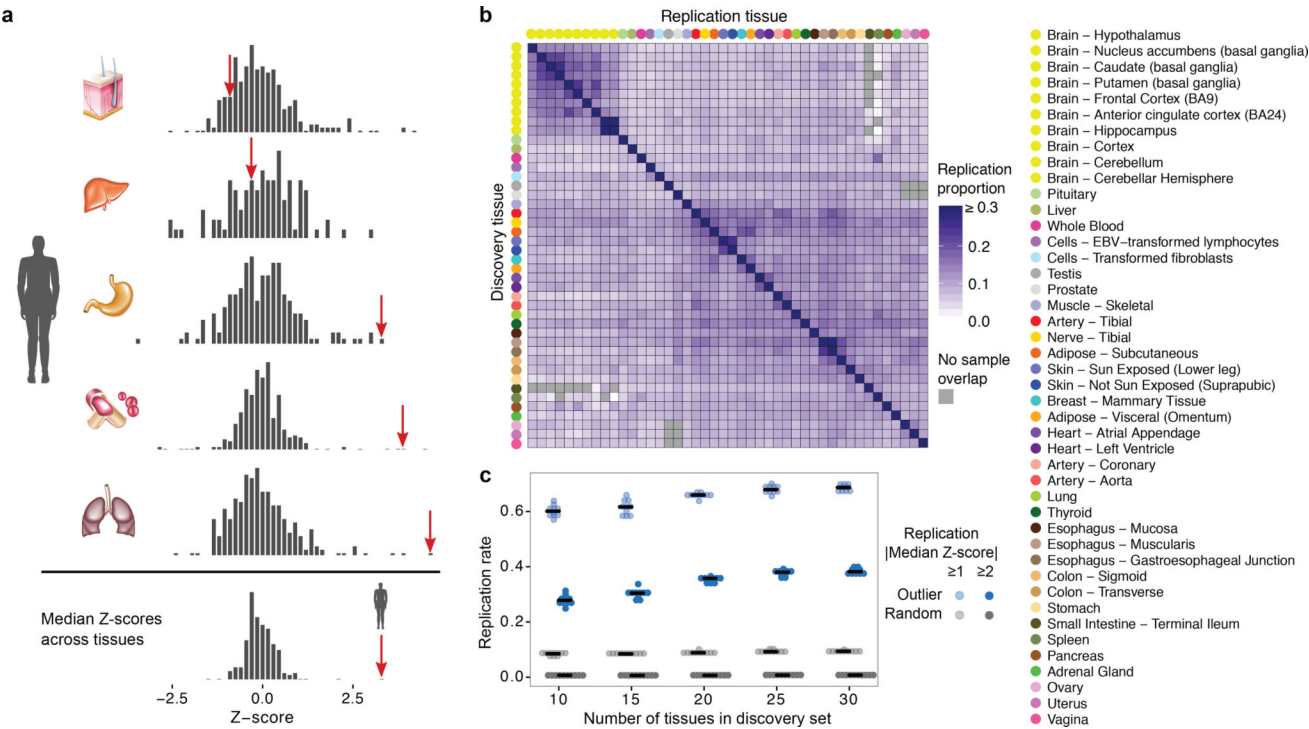 a
Median Z-scores
across tissues
−2.5
0.0
2.5
Z−score
b
Replication tissue
Discovery tissue
Replication
proportion
≥ 0.3
0.2
0.1
0.0
No sample
overlap
c
Replication rate
0.6
0.4
0.2
0.0
10
15
20
25
30
Number of tissues in discovery set
Replication
|Median Z-score|
≥1 ≥2
Outlier
Random
Brain − Hypothalamus
Brain − Nucleus accumbens (basal ganglia)
Brain − Caudate (basal ganglia)
Brain − Putamen (basal ganglia)
Brain − Frontal Cortex (BA9)
Brain − Anterior cingulate cortex (BA24)
Brain − Hippocampus
Brain − Cortex
Brain − Cerebellum
Brain − Cerebellar Hemisphere
Pituitary
Liver
Whole Blood
Cells − EBV−transformed lymphocytes
Cells − Transformed fibroblasts
Testis
Prostate
Muscle − Skeletal
Artery − Tibial
Nerve − Tibial
Adipose − Subcutaneous
Skin − Sun Exposed (Lower leg)
Skin − Not Sun Exposed (Suprapubic)
Breast − Mammary Tissue
Adipose − Visceral (Omentum)
Heart − Atrial Appendage
Heart − Left Ventricle
Artery − Coronary
Artery − Aorta
Lung
Thyroid
Esophagus − Mucosa
Esophagus − Muscularis
Esophagus − Gastroesophageal Junction
Colon − Sigmoid
Colon − Transverse
Stomach
Small Intestine − Terminal Ileum
Spleen
Pancreas
Adrenal Gland
Ovary
Uterus
Vagina